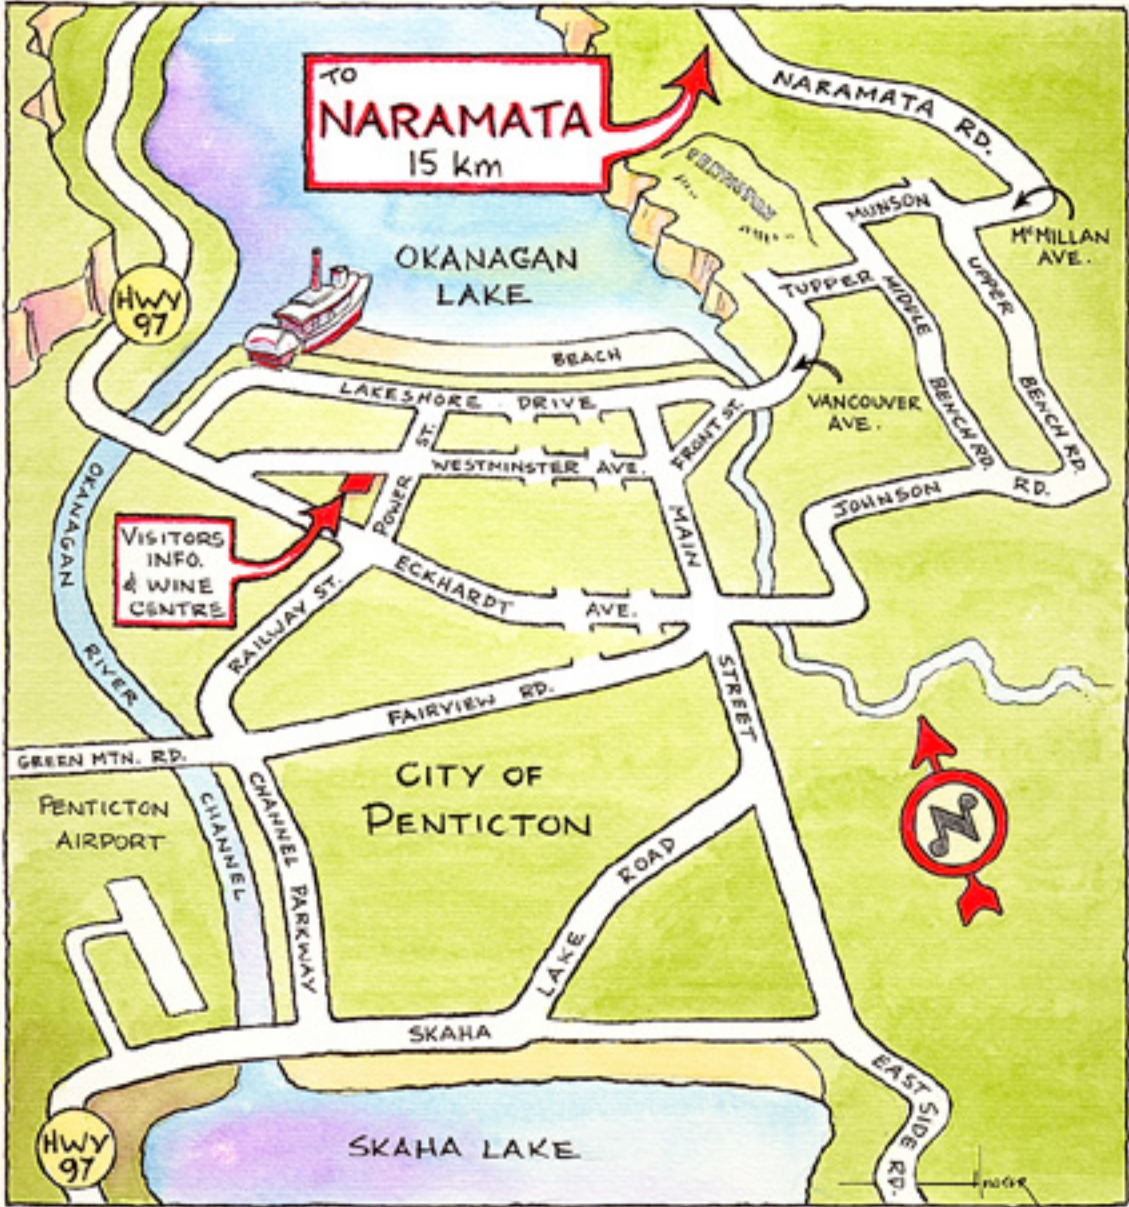 TO
NARAMATA
15 km
NARAMATA RD.
PENTICTON
MUNSON
McMILLAN
AVE.
OKANAGAN
LAKE
HWY
97
TUPPER
MIDDLE
BENCH RD.
UPPER
BENCH RD.
BEACH
LAKESHORE DRIVE
VANCOUVER
AVE.
FRONT ST.
WESTMINSTER AVE.
POWER ST.
JOHNSON RD.
OKANAGAN
RIVER
CHANNEL
VISITORS
INFO.
& WINE
CENTRE
MAIN
STREET
ECKHARDT AVE.
RAILWAY ST.
FAIRVIEW RD.
GREEN MTN. RD.
PENTICTON
AIRPORT
CHANNEL PARKWAY
CITY OF
PENTICTON
N
SKAHA
LAKE
ROAD
EAST SIDE RD.
HWY
97
SKAHA LAKE